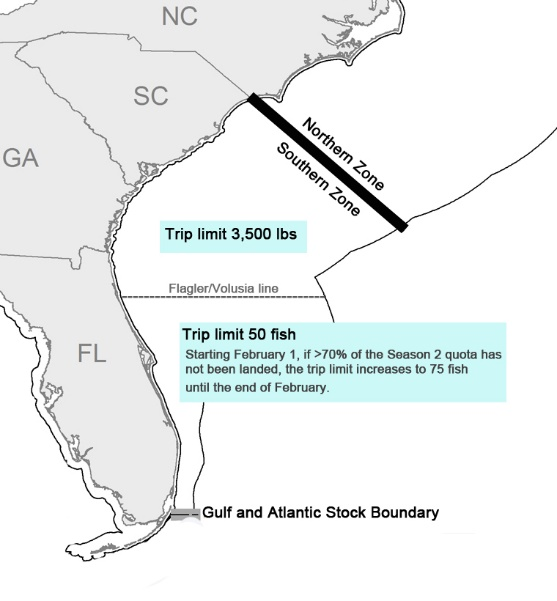 NC
SC
GA
Northern Zone
Southern Zone
Trip limit 3,500 lbs
Flagler/Volusia line
FL
Trip limit 50 fish
Starting February 1, if >70% of the Season 2 quota has
not been landed, the trip limit increases to 75 fish
until the end of February.
Gulf and Atlantic Stock Boundary